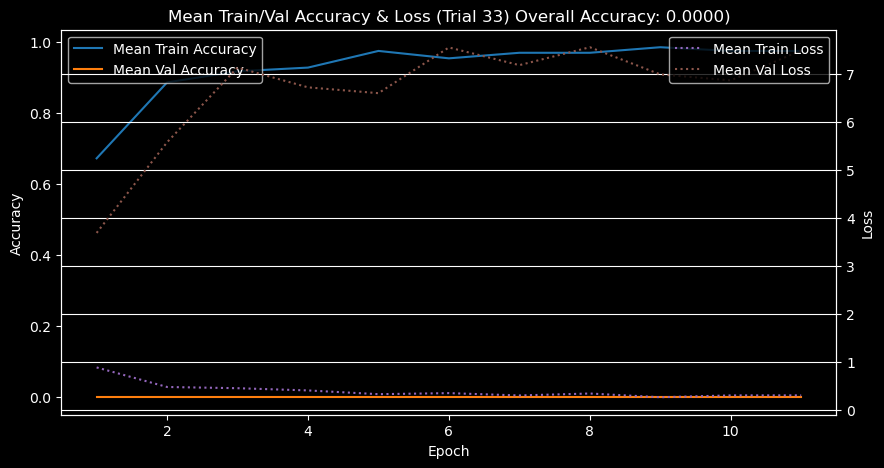 Mean Train/Val Accuracy & Loss (Trial 33) Overall Accuracy: 0.0000)
Mean Train Accuracy
Mean Val Accuracy
Mean Train Loss
Mean Val Loss
1.0
0.8
0.6
0.4
0.2
0.0
Accuracy
7
6
5
4
3
2
1
0
Loss
2
4
6
8
10
Epoch